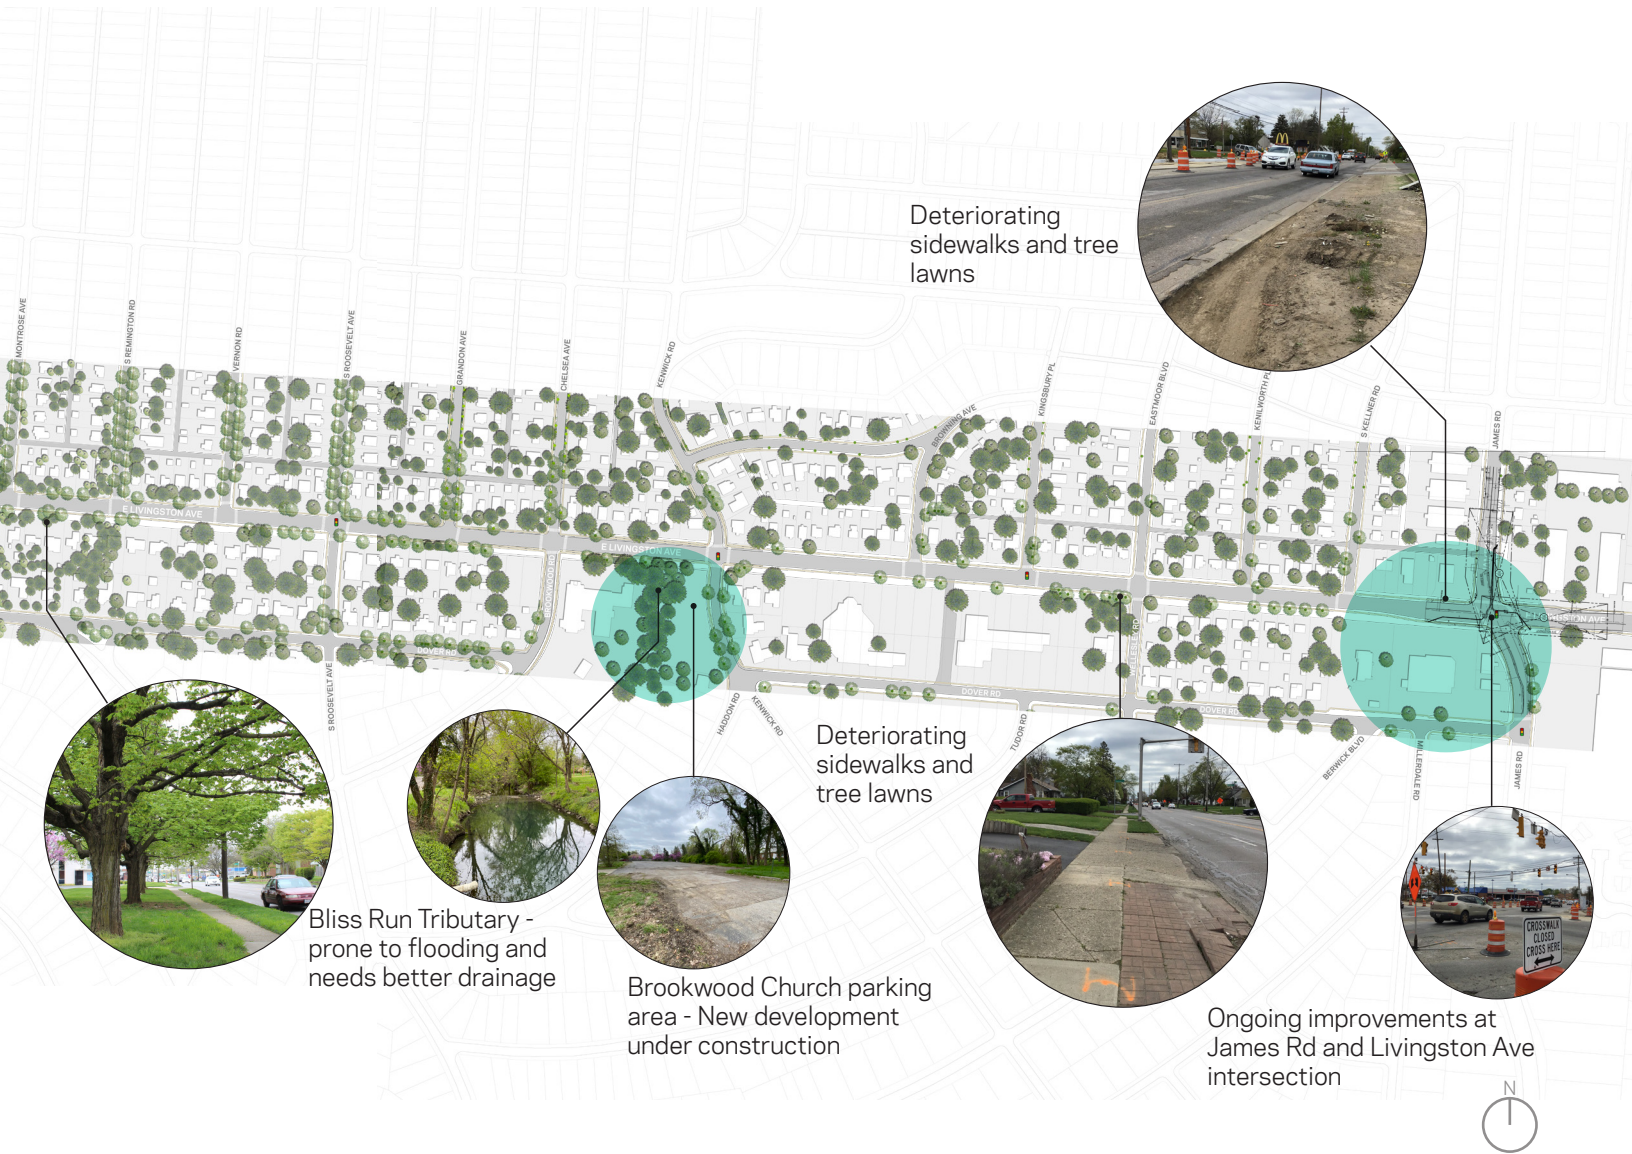 Deteriorating
sidewalks and tree
lawns
MONTROSE AVE
S REMINGTON RD
VERNON RD
S ROOSEVELT AVE
GRANDON AVE
CHELSEA AVE
KENWICK RD
BROWNING AVE
KINGSBURY PL
EASTMOOR BLVD
KENILWORTH PL
S KELLNER RD
JAMES RD
E LIVINGSTON AVE
E LIVINGSTON AVE
DOVER RD
DOVER RD
DOVER RD
S ROOSEVELT AVE
HADDON RD
KENWICK RD
TUDOR RD
BERWICK BLVD
MILLERDALE RD
JAMES RD
Deteriorating
sidewalks and
tree lawns
Bliss Run Tributary -
prone to flooding and
needs better drainage
Brookwood Church parking
area - New development
under construction
CROSSWALK
CLOSED
CROSS HERE
Ongoing improvements at
James Rd and Livingston Ave
intersection
N